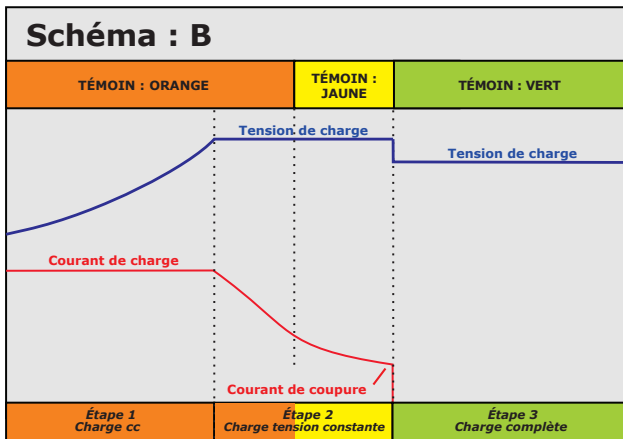 Schéma : B
TÉMOIN : ORANGE
TÉMOIN :
JAUNE
TÉMOIN : VERT
Tension de charge
Tension de charge
Courant de charge
Courant de coupure
Étape 1
Charge cc
Étape 2
Charge tension constante
Étape 3
Charge complète